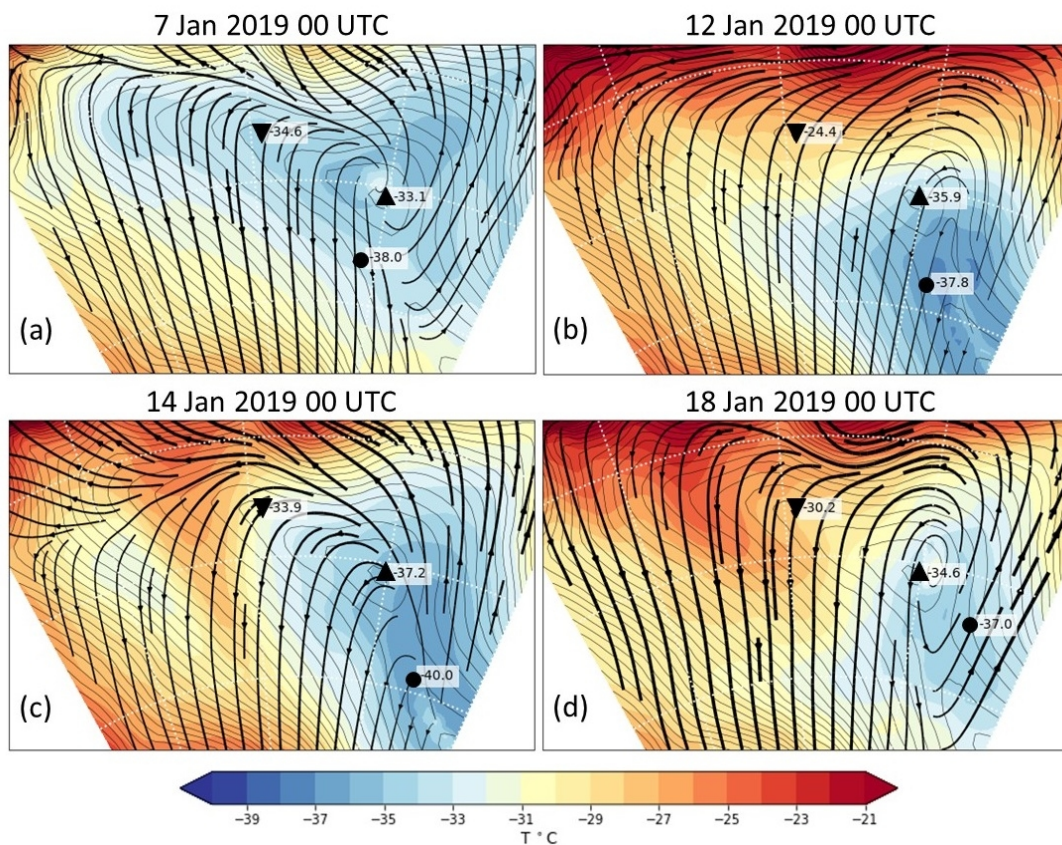 7 Jan 2019 00 UTC
12 Jan 2019 00 UTC
-34.6
-33.1
-38.0
(a)
-24.4
-35.9
-37.8
(b)
14 Jan 2019 00 UTC
18 Jan 2019 00 UTC
-33.9
-37.2
-40.0
(c)
-30.2
-34.6
-37.0
(d)
−39 −37 −35 −33 −31 −29 −27 −25 −23 −21
T °C